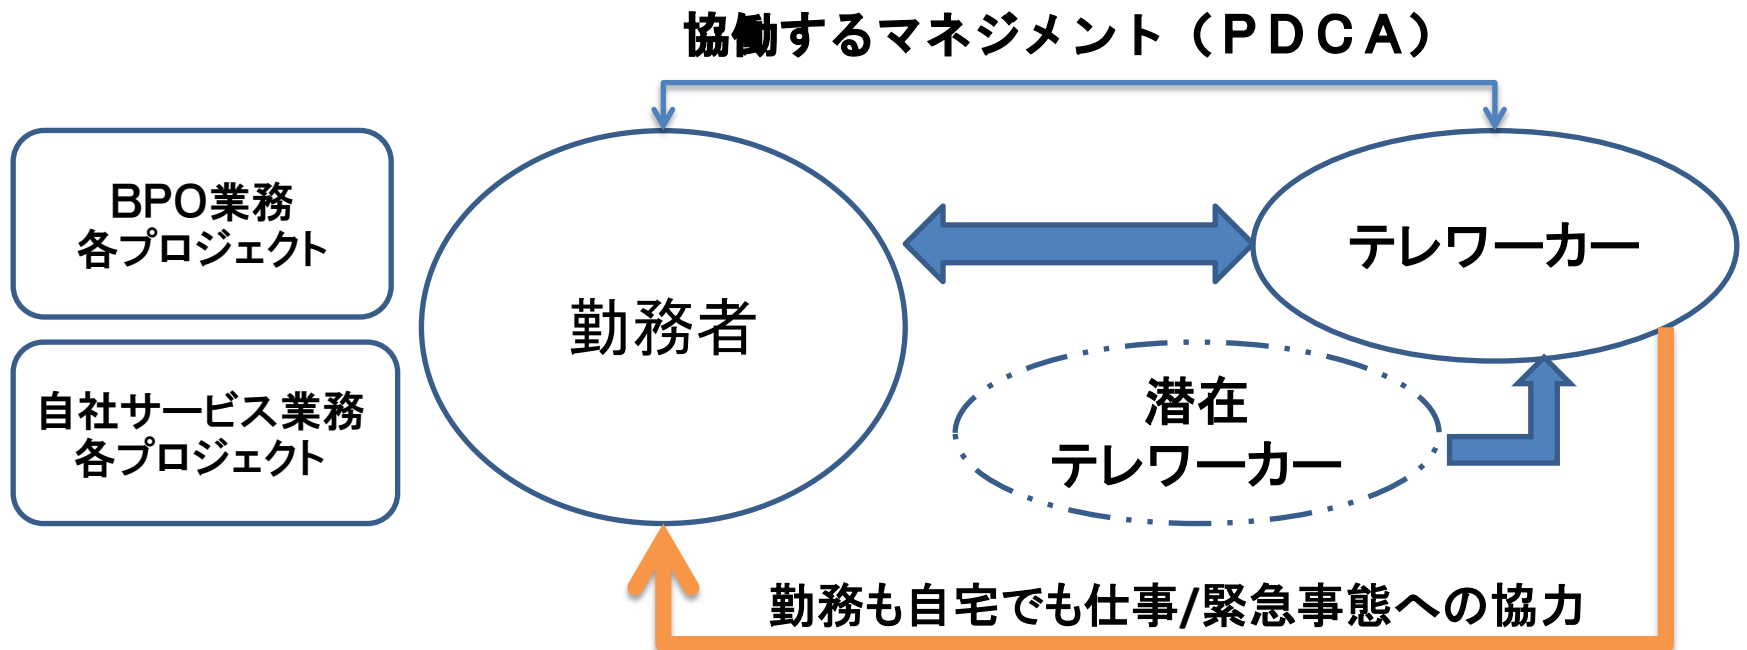 協働するマネジメント（ＰＤＣＡ）
BPO業務
各プロジェクト
自社サービス業務
各プロジェクト
勤務者
テレワーカー
潜在
テレワーカー
勤務も自宅でも仕事/緊急事態への協力